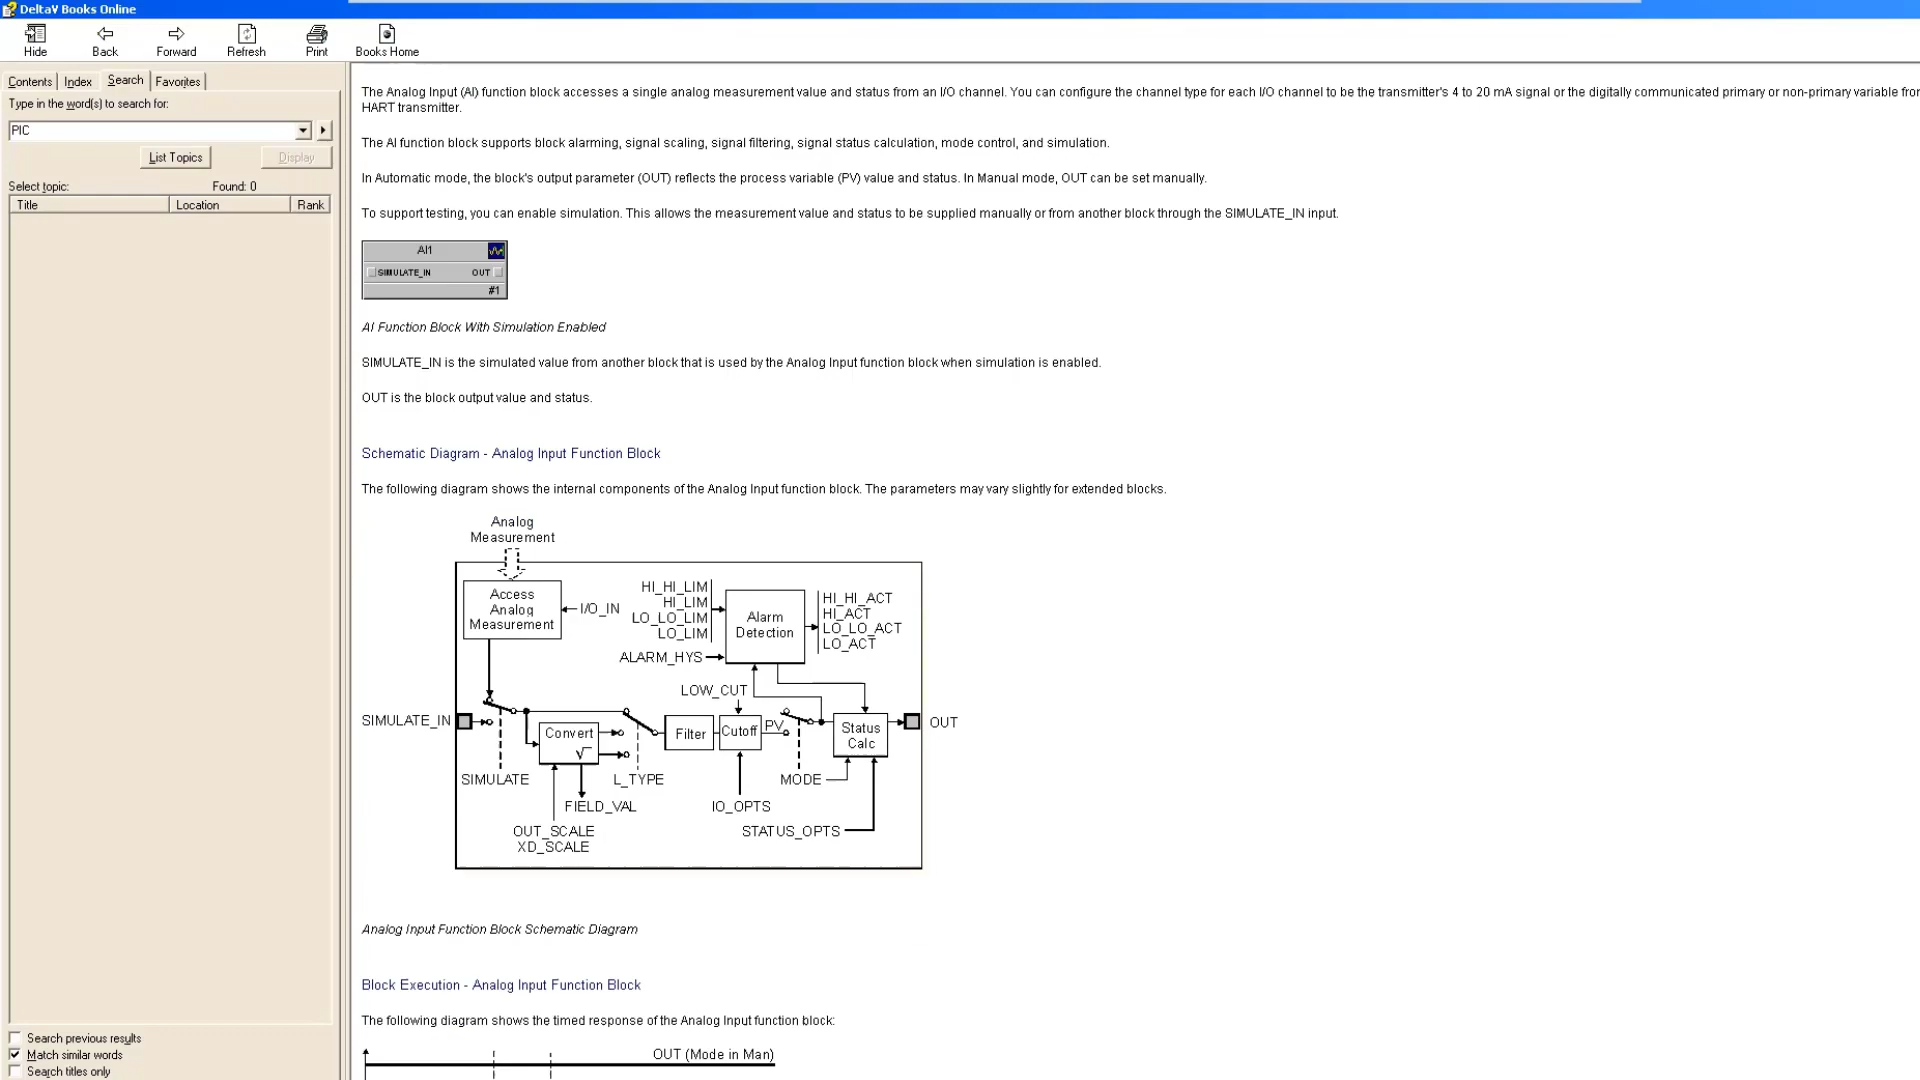 DeltaV Books Online
Hide Back Forward Refresh Print Books Home
Contents Index Search Favorites
Type in the word(s) to search for:
PIC
List Topics Display
Select topic: Found: 0
Title Location Rank
Search previous results
Match similar words
Search titles only
The Analog Input (AI) function block accesses a single analog measurement value and status from an I/O channel. You can configure the channel type for each I/O channel to be the transmitter's 4 to 20 mA signal or the digitally communicated primary or non-primary variable from
HART transmitter.
The AI function block supports block alarming, signal scaling, signal filtering, signal status calculation, mode control, and simulation.
In Automatic mode, the block's output parameter (OUT) reflects the process variable (PV) value and status. In Manual mode, OUT can be set manually.
To support testing, you can enable simulation. This allows the measurement value and status to be supplied manually or from another block through the SIMULATE_IN input.
AI1
SIMULATE_IN OUT
#1
AI Function Block With Simulation Enabled
SIMULATE_IN is the simulated value from another block that is used by the Analog Input function block when simulation is enabled.
OUT is the block output value and status.
Schematic Diagram - Analog Input Function Block
The following diagram shows the internal components of the Analog Input function block. The parameters may vary slightly for extended blocks.
Analog
Measurement
Access
Analog
Measurement
I/O_IN
HI_HI_LIM
HI_LIM
LO_LO_LIM
LO_LIM
ALARM_HYS
Alarm
Detection
HI_HI_ACT
HI_ACT
LO_LO_ACT
LO_ACT
LOW_CUT
SIMULATE_IN
Convert
√
Filter
Cutoff
PV
Status
Calc
OUT
SIMULATE
L_TYPE
MODE
FIELD_VAL
IO_OPTS
OUT_SCALE
XD_SCALE
STATUS_OPTS
Analog Input Function Block Schematic Diagram
Block Execution - Analog Input Function Block
The following diagram shows the timed response of the Analog Input function block:
OUT (Mode in Man)